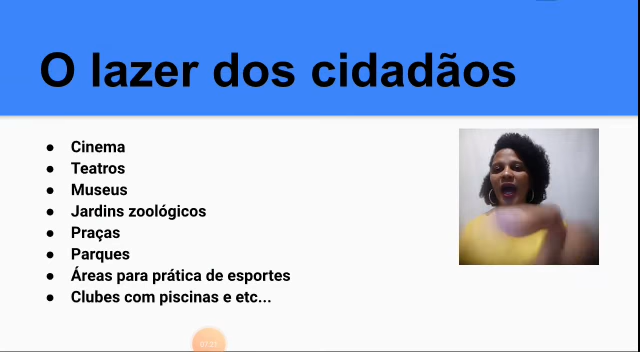 O lazer dos cidadãos
Cinema
Teatros
Museus
Jardins zoológicos
Praças
Parques
Áreas para prática de esportes
Clubes com piscinas e etc...